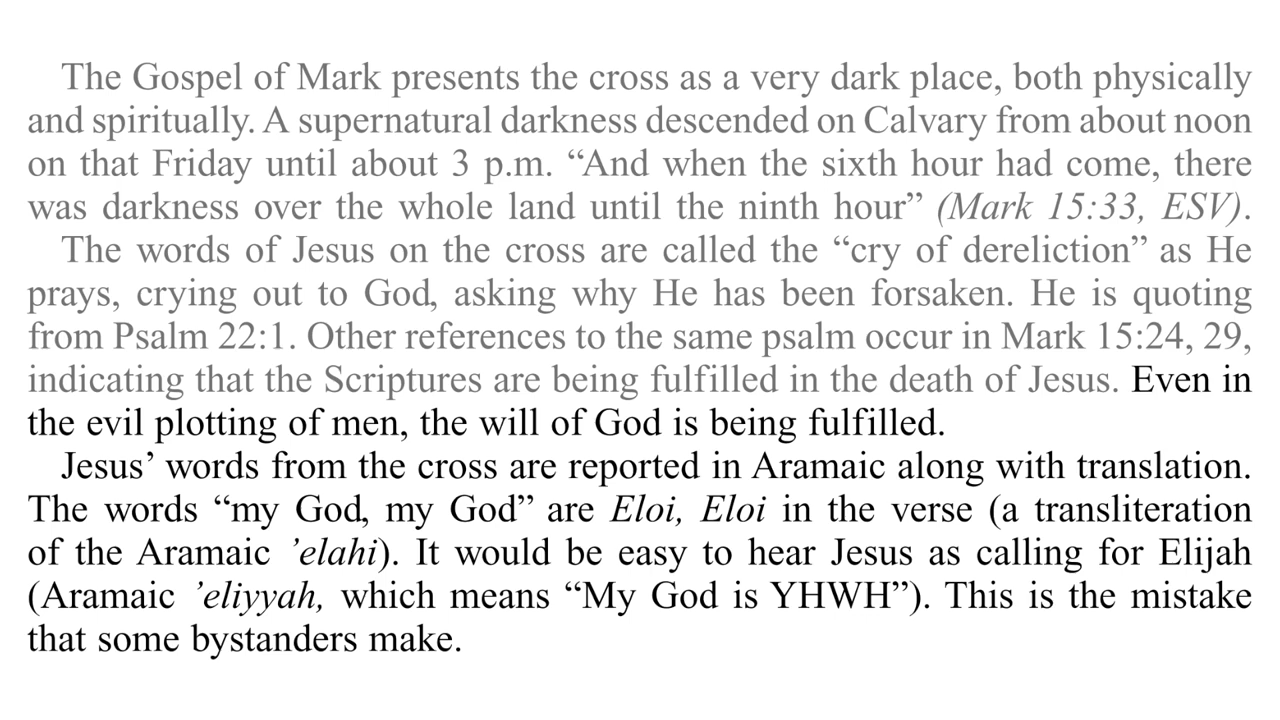 The Gospel of Mark presents the cross as a very dark place, both physically
and spiritually. A supernatural darkness descended on Calvary from about noon
on that Friday until about 3 p.m. “And when the sixth hour had come, there
was darkness over the whole land until the ninth hour” (Mark 15:33, ESV).
The words of Jesus on the cross are called the “cry of dereliction” as He
prays, crying out to God, asking why He has been forsaken. He is quoting
from Psalm 22:1. Other references to the same psalm occur in Mark 15:24, 29,
indicating that the Scriptures are being fulfilled in the death of Jesus. Even in
the evil plotting of men, the will of God is being fulfilled.
Jesus’ words from the cross are reported in Aramaic along with translation.
The words “my God, my God” are Eloi, Eloi in the verse (a transliteration
of the Aramaic ’elahi). It would be easy to hear Jesus as calling for Elijah
(Aramaic ’eliyyah, which means “My God is YHWH”). This is the mistake
that some bystanders make.